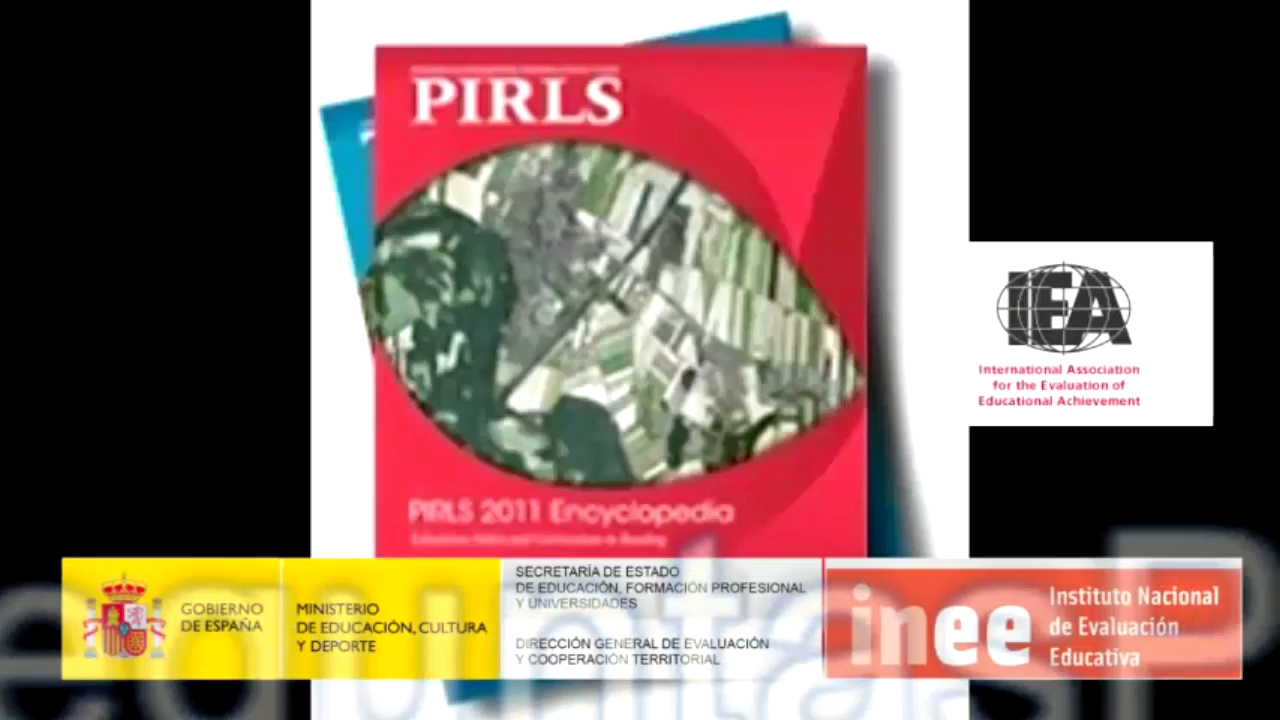 PIRLS
PIRLS 2011 Encyclopedia
IEA
International Association
for the Evaluation of
Educational Achievement
GOBIERNO
DE ESPAÑA
MINISTERIO
DE EDUCACIÓN, CULTURA
Y DEPORTE
SECRETARÍA DE ESTADO
DE EDUCACIÓN, FORMACIÓN PROFESIONAL
Y UNIVERSIDADES
DIRECCIÓN GENERAL DE EVALUACIÓN
Y COOPERACIÓN TERRITORIAL
inee
Instituto Nacional
de Evaluación
Educativa